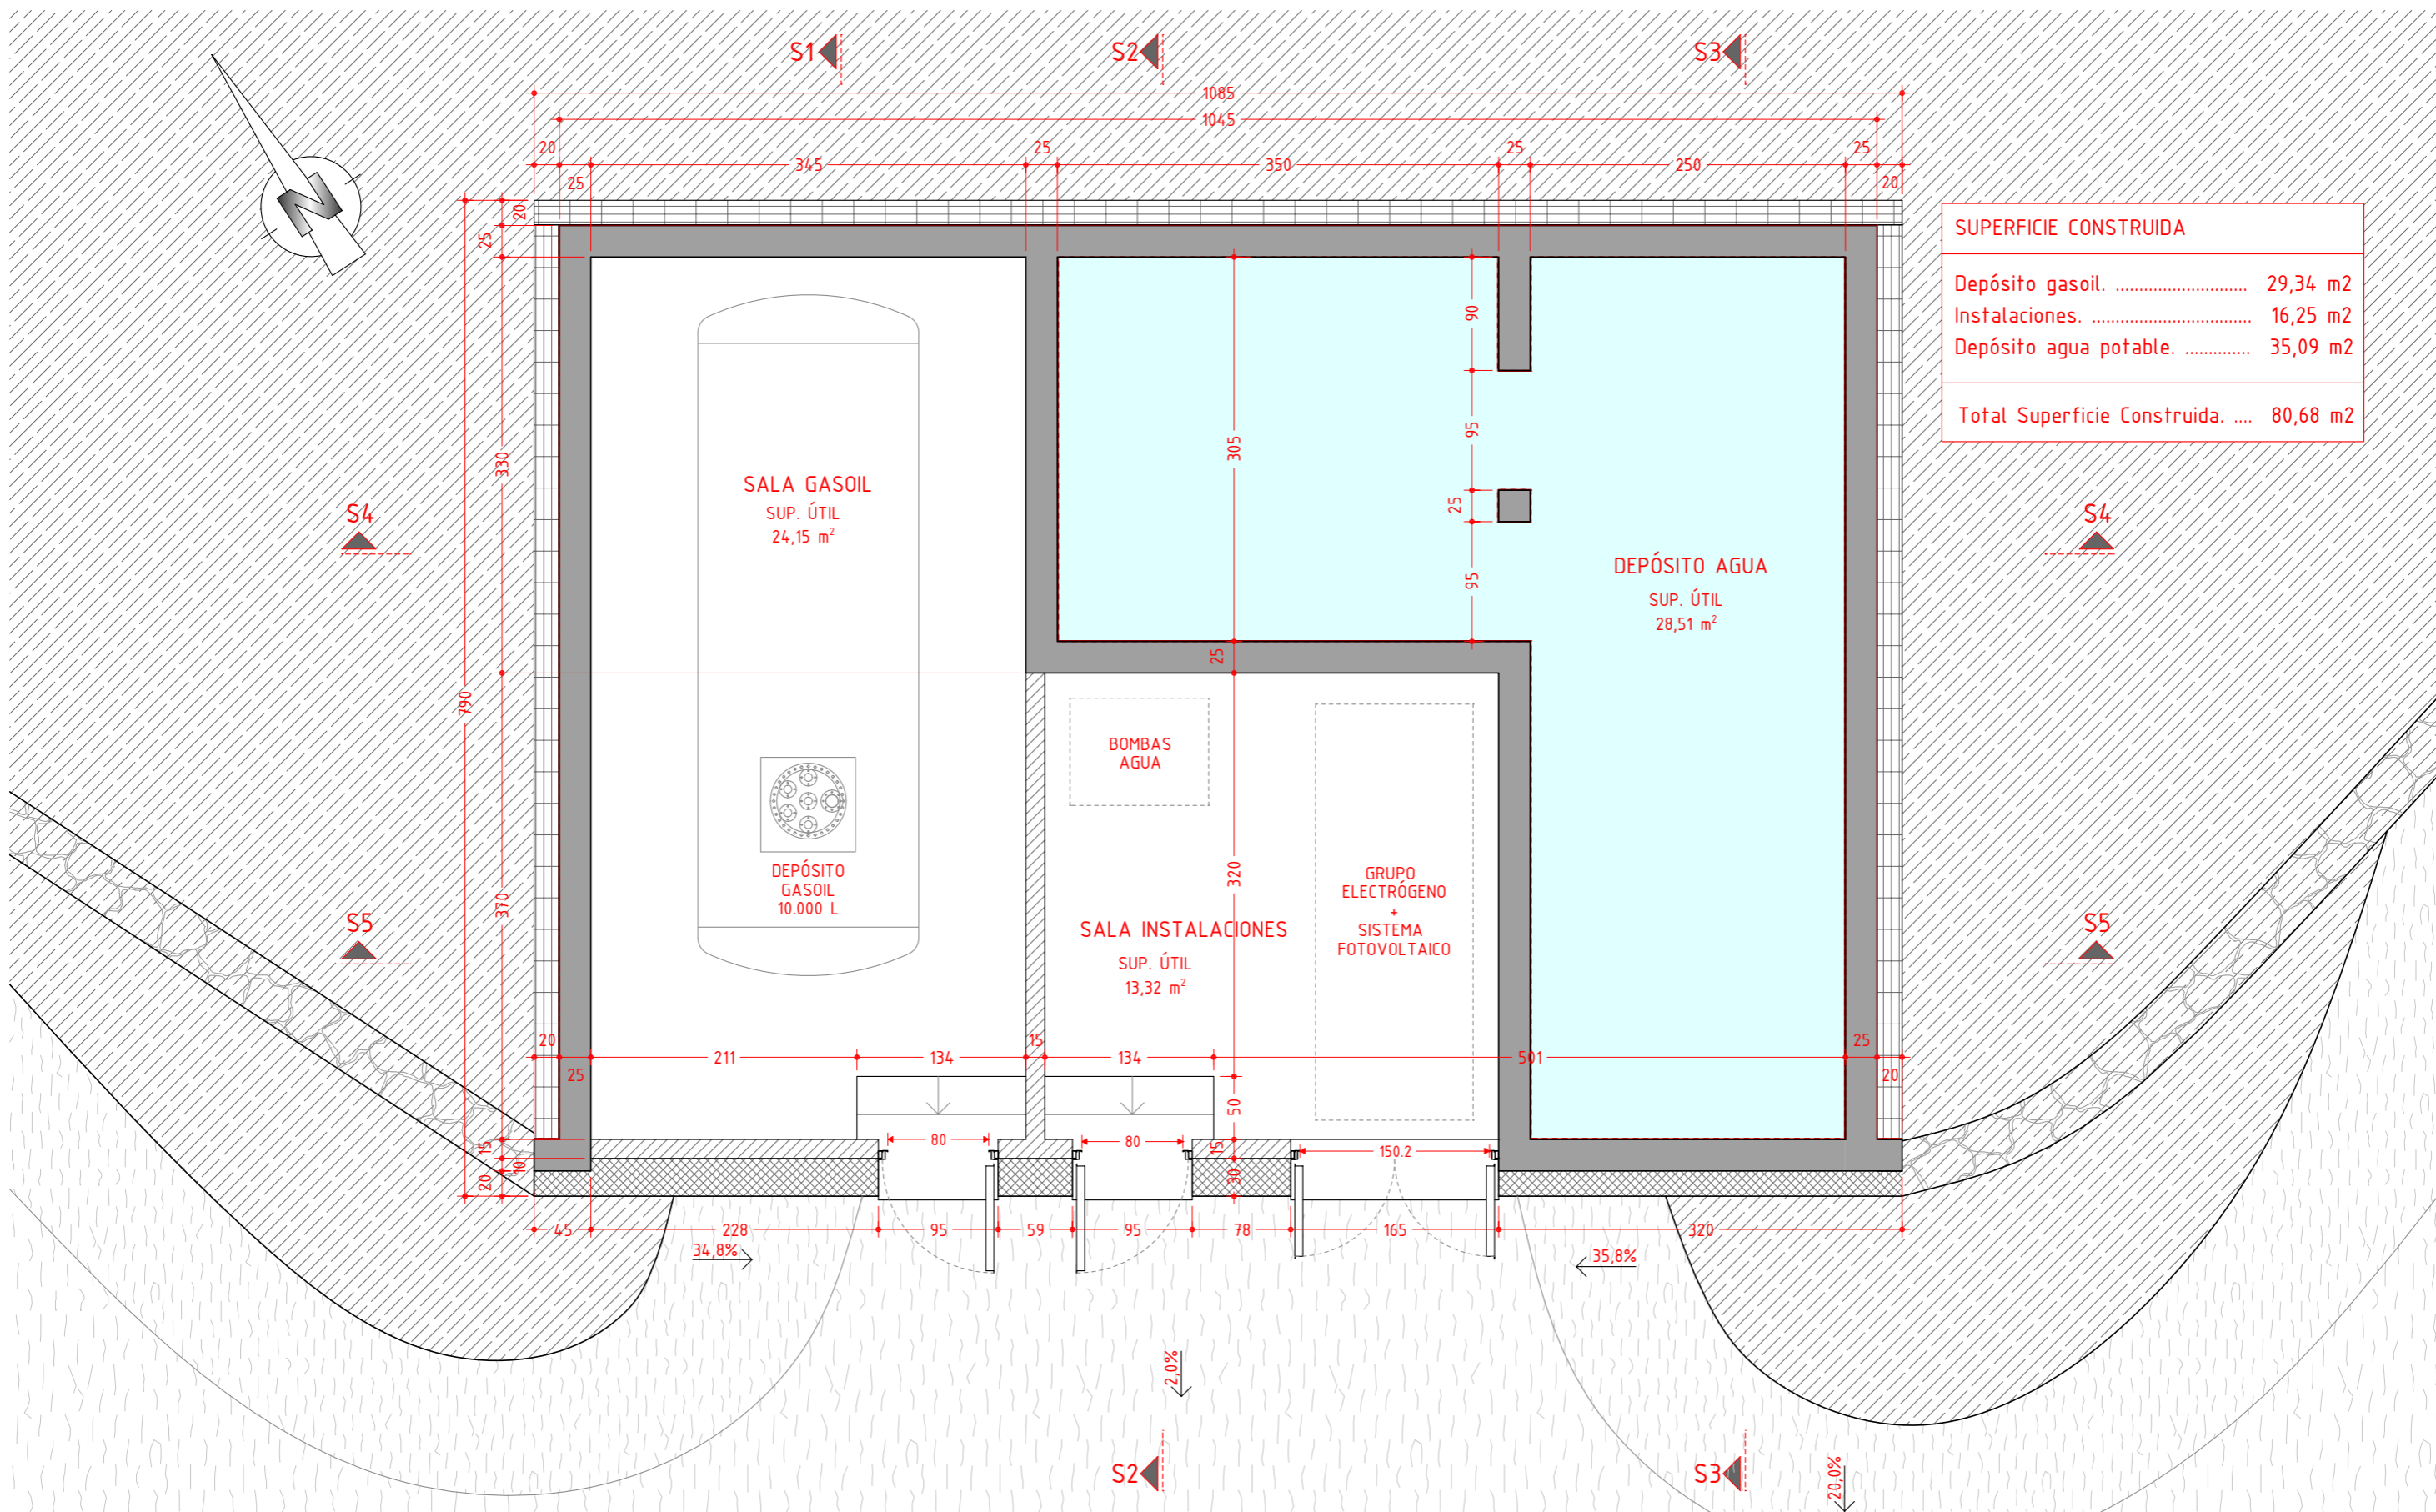 S1
S2
S3
1085
1045
20
25
25
25
345
350
250
25
20
N
20
25
SUPERFICIE CONSTRUIDA
Depósito gasoil. ........................... 29,34 m2
Instalaciones. ................................. 16,25 m2
Depósito agua potable. .............. 35,09 m2
Total Superficie Construida. .... 80,68 m2
90
330
305
95
SALA GASOIL
SUP. ÚTIL
24,15 m²
25
S4
S4
95
DEPÓSITO AGUA
SUP. ÚTIL
28,51 m²
25
790
BOMBAS
AGUA
320
370
DEPÓSITO
GASOIL
10.000 L
GRUPO
ELECTRÓGENO
+
SISTEMA
FOTOVOLTAICO
SALA INSTALACIONES
SUP. ÚTIL
13,32 m²
S5
S5
20
15
25
211
134
134
501
25
20
50
80
80
150.2
15
10
20
15
30
45
228
95
59
95
78
165
320
34,8%
35,8%
2,0%
S2
S3
20,0%